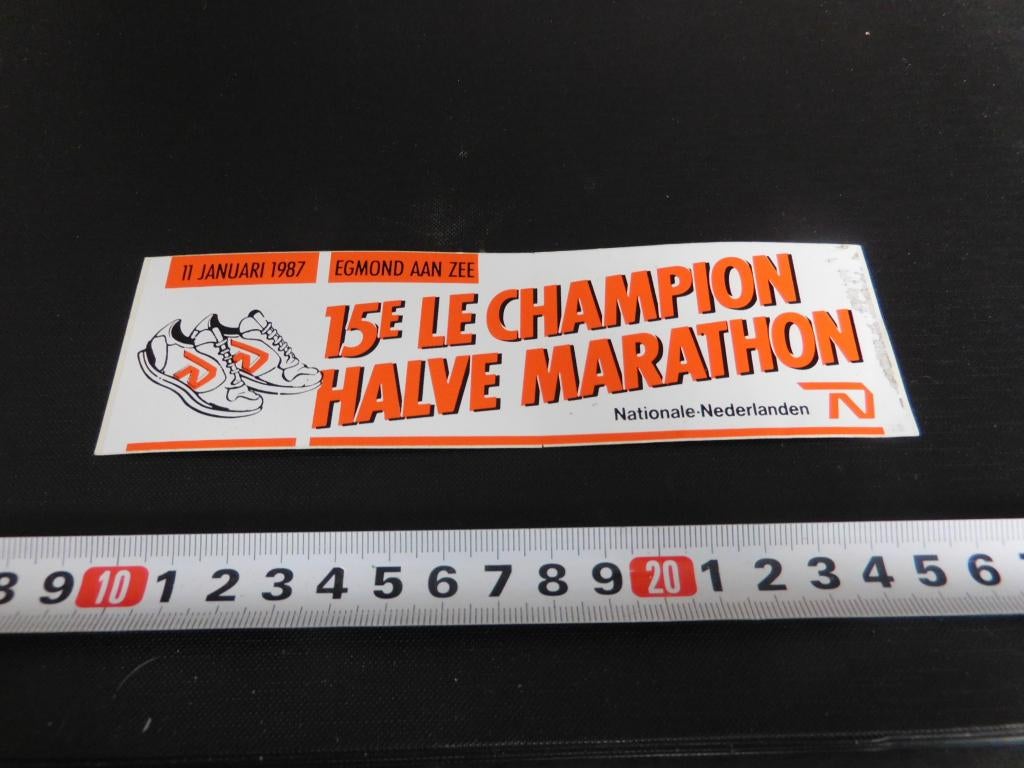 11 JANUARI 1987 EGMOND AAN ZEE
15E LE CHAMPION
HALVE MARATHON
Nationale-Nederlanden
8 9 10 1 2 3 4 5 6 7 8 9 20 1 2 3 4 5 6